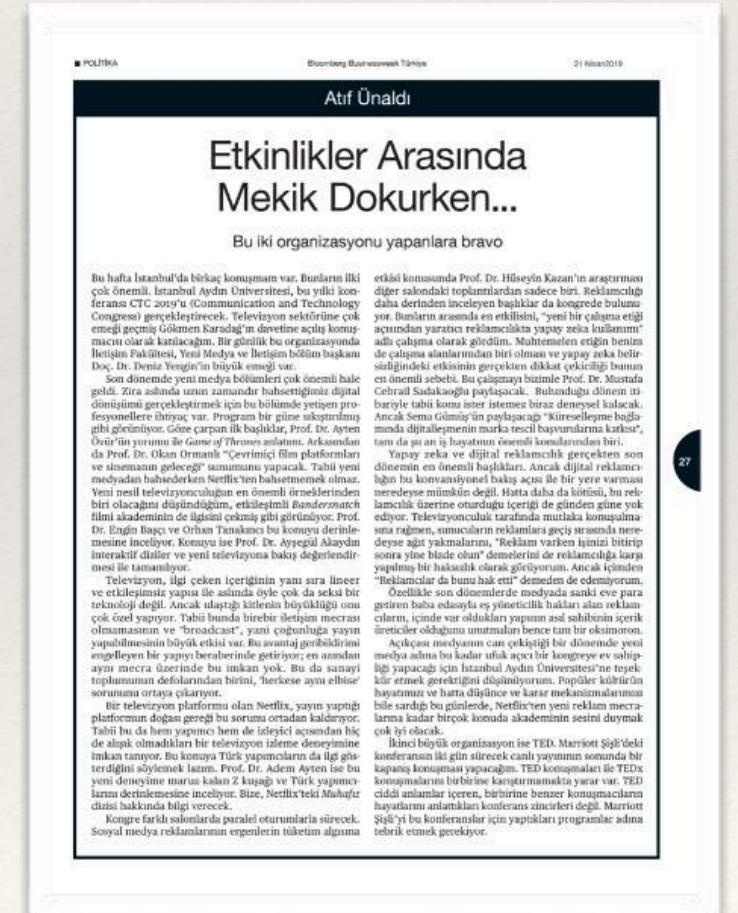 ■ POLİTİKA
Bloomberg Businessweek Türkiye
21 Nisan2019
Atıf Ünaldı
Etkinlikler Arasında
Mekik Dokurken...
Bu iki organizasyonu yapanlara bravo
Bu hafta İstanbul'da birkaç konuşmam var. Bunların ilki
çok önemli. İstanbul Aydın Üniversitesi, bu yılki kon-
feransı CTC 2019'u (Communication and Technology
Congress) gerçekleştirecek. Televizyon sektörüne çok
emeği geçmiş Gökmen Karadağ'ın davetine açılış konuş-
macısı olarak katılacağım. Bir günlük bu organizasyonda
İletişim Fakültesi, Yeni Medya ve İletişim bölüm başkanı
Doç. Dr. Deniz Yengin'in büyük emeği var.
Son dönemde yeni medya bölümleri çok önemli hale
geldi. Zira aslında uzun zamandır bahsettiğimiz dijital
dönüşümü gerçekleştirmek için bu bölümde yetişen pro-
fesyonellere ihtiyaç var. Program bir güne sıkıştırılmış
gibi görünüyor. Göze çarpan ilk başlıklar, Prof. Dr. Ayten
Övür'ün yorumu ile Game of Thrones anlatımı. Arkasından
da Prof. Dr. Okan Ormanlı "Çevrimiçi film platformları
ve sinemanın geleceği" sunumunu yapacak. Tabii yeni
medyadan bahsederken Netflix'ten bahsetmemek olmaz.
Yeni nesil televizyonculuğun en önemli örneklerinden
biri olacağını düşündüğüm, etkileşimli Bandersnatch
filmi akademinin de ilgisini çekmiş gibi görünüyor. Prof.
Dr. Engin Başçı ve Orhan Tanakıncı bu konuyu derinle-
mesine inceliyor. Konuyu ise Prof. Dr. Ayşegül Akaydın
interaktif diziler ve yeni televizyona bakış değerlendir-
mesi ile tamamlıyor.
Televizyon, ilgi çeken içeriğinin yanı sıra lineer
ve etkileşimsiz yapısı ile aslında öyle çok da seksi bir
teknoloji değil. Ancak ulaştığı kitlenin büyüklüğü onu
çok özel yapıyor. Tabii bunda birebir iletişim mecrası
olmamasının ve "broadcast", yani çoğunluğa yayın
yapabilmesinin büyük etkisi var. Bu avantaj geribildirimi
engelleyen bir yapıyı beraberinde getiriyor; en azından
aynı mecra üzerinde bu imkan yok. Bu da sanayi
toplumunun defolarından birini, 'herkese aynı elbise'
sorununu ortaya çıkarıyor.
Bir televizyon platformu olan Netflix, yayın yaptığı
platformun doğası gereği bu sorunu ortadan kaldırıyor.
Tabii bu da hem yapımcı hem de izleyici açısından hiç
de alışık olmadıkları bir televizyon izleme deneyimine
imkan tanıyor. Bu konuya Türk yapımcıların da ilgi gös-
terdiğini söylemek lazım. Prof. Dr. Adem Ayten ise bu
yeni deneyime maruz kalan Z kuşağı ve Türk yapımcı-
larını derinlemesine inceliyor. Bize, Netflix'teki Muhafız
dizisi hakkında bilgi verecek.
Kongre farklı salonlarda paralel oturumlarla sürecek.
Sosyal medya reklamlarının ergenlerin tüketim algısına
etkisi konusunda Prof. Dr. Hüseyin Kazan'ın araştırması
diğer salondaki toplantılardan sadece biri. Reklamcılığı
daha derinden inceleyen başlıklar da kongrede bulunu-
yor. Bunların arasında en etkilisini, "yeni bir çalışma etiği
açısından yaratıcı reklamcılıkta yapay zeka kullanımı"
adlı çalışma olarak gördüm. Muhtemelen etiğin benim
de çalışma alanlarımdan biri olması ve yapay zeka belir-
sizliğindeki etkisinin gerçekten dikkat çekiciliği bunun
en önemli sebebi. Bu çalışmayı bizimle Prof. Dr. Mustafa
Cebrail Sadakaoğlu paylaşacak. Bulunduğu dönem iti-
bariyle tabii konu ister istemez biraz deneysel kalacak.
Ancak Sema Gümüş'ün paylaşacağı "Küreselleşme bağla-
mında dijitalleşmenin marka tescil başvurularına katkısı",
tam da şu an iş hayatının önemli konularından biri.
Yapay zeka ve dijital reklamcılık gerçekten son
dönemin en önemli başlıkları. Ancak dijital reklamcı-
lığın bu konvansiyonel bakış açısı ile bir yere varması
neredeyse mümkün değil. Hatta daha da kötüsü, bu rek-
lamcılık üzerine oturduğu içeriği de günden güne yok
ediyor. Televizyonculuk tarafında mutlaka konuşulma-
sına rağmen, sunucuların reklamlara geçiş sırasında nere-
deyse ağıt yakmalarını, "Reklam varken işinizi bitirip
sonra yine bizde olun" demelerini de reklamcılığa karşı
yapılmış bir haksızlık olarak görüyorum. Ancak içimden
"Reklamcılar da bunu hak etti" demeden de edemiyorum.
Özellikle son dönemlerde medyada sanki eve para
getiren baba edasıyla eş yöneticilik hakları alan reklam-
cıların, içinde var oldukları yapının asıl sahibinin içerik
üreticiler olduğunu unutmaları bence tam bir oksimoron.
Açıkçası medyanın can çekiştiği bir dönemde yeni
medya adına bu kadar ufuk açıcı bir kongreye ev sahip-
liği yapacağı için İstanbul Aydın Üniversitesi'ne teşek-
kür etmek gerektiğini düşünüyorum. Popüler kültürün
hayatımızı ve hatta düşünce ve karar mekanizmalarımızı
bile sardığı bu günlerde, Netflix'ten yeni reklam mecra-
larına kadar birçok konuda akademinin sesini duymak
çok iyi olacak.
İkinci büyük organizasyon ise TED. Marriott Şişli'deki
konferansın iki gün sürecek canlı yayınının sonunda bir
kapanış konuşması yapacağım. TED konuşmaları ile TEDx
konuşmalarını birbirine karıştırmamakta yarar var. TED
ciddi anlamlar içeren, birbirine benzer konuşmacıların
hayatlarını anlattıkları konferans zincirleri değil. Marriott
Şişli'yi bu konferanslar için yaptıkları programlar adına
tebrik etmek gerekiyor.
27